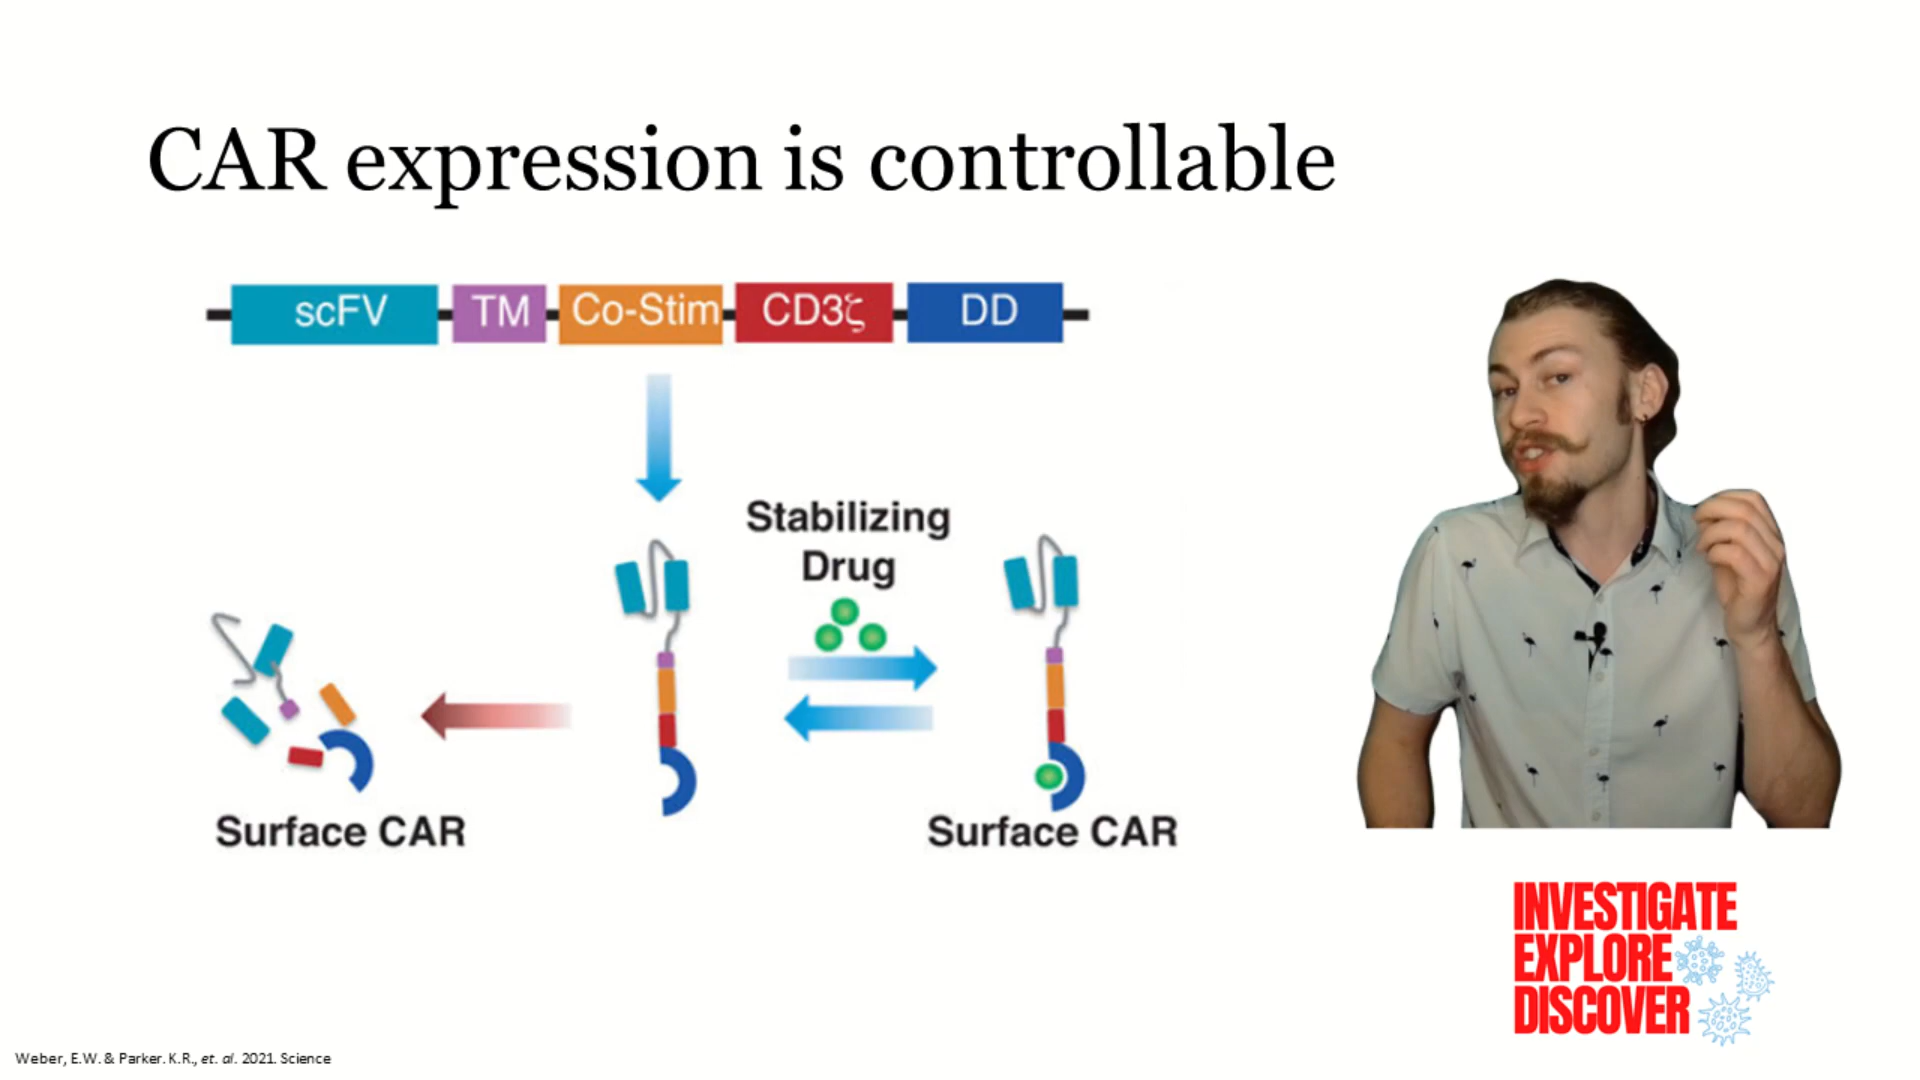 CAR expression is controllable
scFV TM Co-Stim CD3ζ DD
Stabilizing
Drug
Surface CAR
Surface CAR
INVESTIGATE
EXPLORE
DISCOVER
Weber, E.W. & Parker. K.R., et. al. 2021. Science